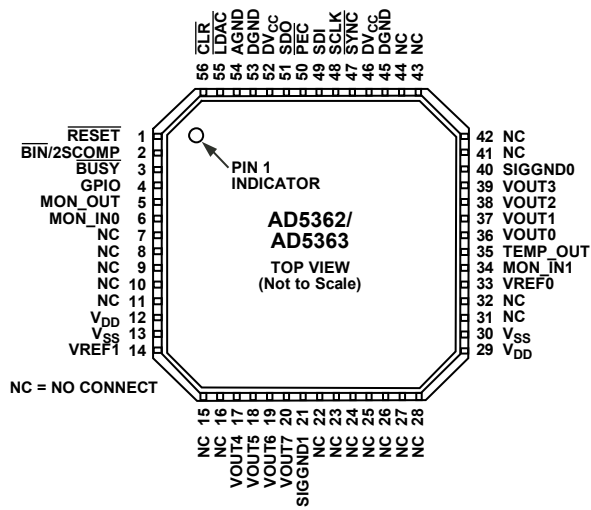 56 CLR
55 LDAC
54 AGND
53 DGND
52 DVCC
51 SDO
50 PEC
49 SDI
48 SCLK
47 SYNC
46 DVCC
45 DGND
44 NC
43 NC
RESET 1
BIN/2SCOMP 2
BUSY 3
GPIO 4
MON_OUT 5
MON_IN0 6
NC 7
NC 8
NC 9
NC 10
NC 11
VDD 12
VSS 13
VREF1 14
PIN 1
INDICATOR
AD5362/
AD5363
TOP VIEW
(Not to Scale)
42 NC
41 NC
40 SIGGND0
39 VOUT3
38 VOUT2
37 VOUT1
36 VOUT0
35 TEMP_OUT
34 MON_IN1
33 VREF0
32 NC
31 NC
30 VSS
29 VDD
NC = NO CONNECT
NC 15
NC 16
VOUT4 17
VOUT5 18
VOUT6 19
VOUT7 20
SIGGND1 21
NC 22
NC 23
NC 24
NC 25
NC 26
NC 27
NC 28